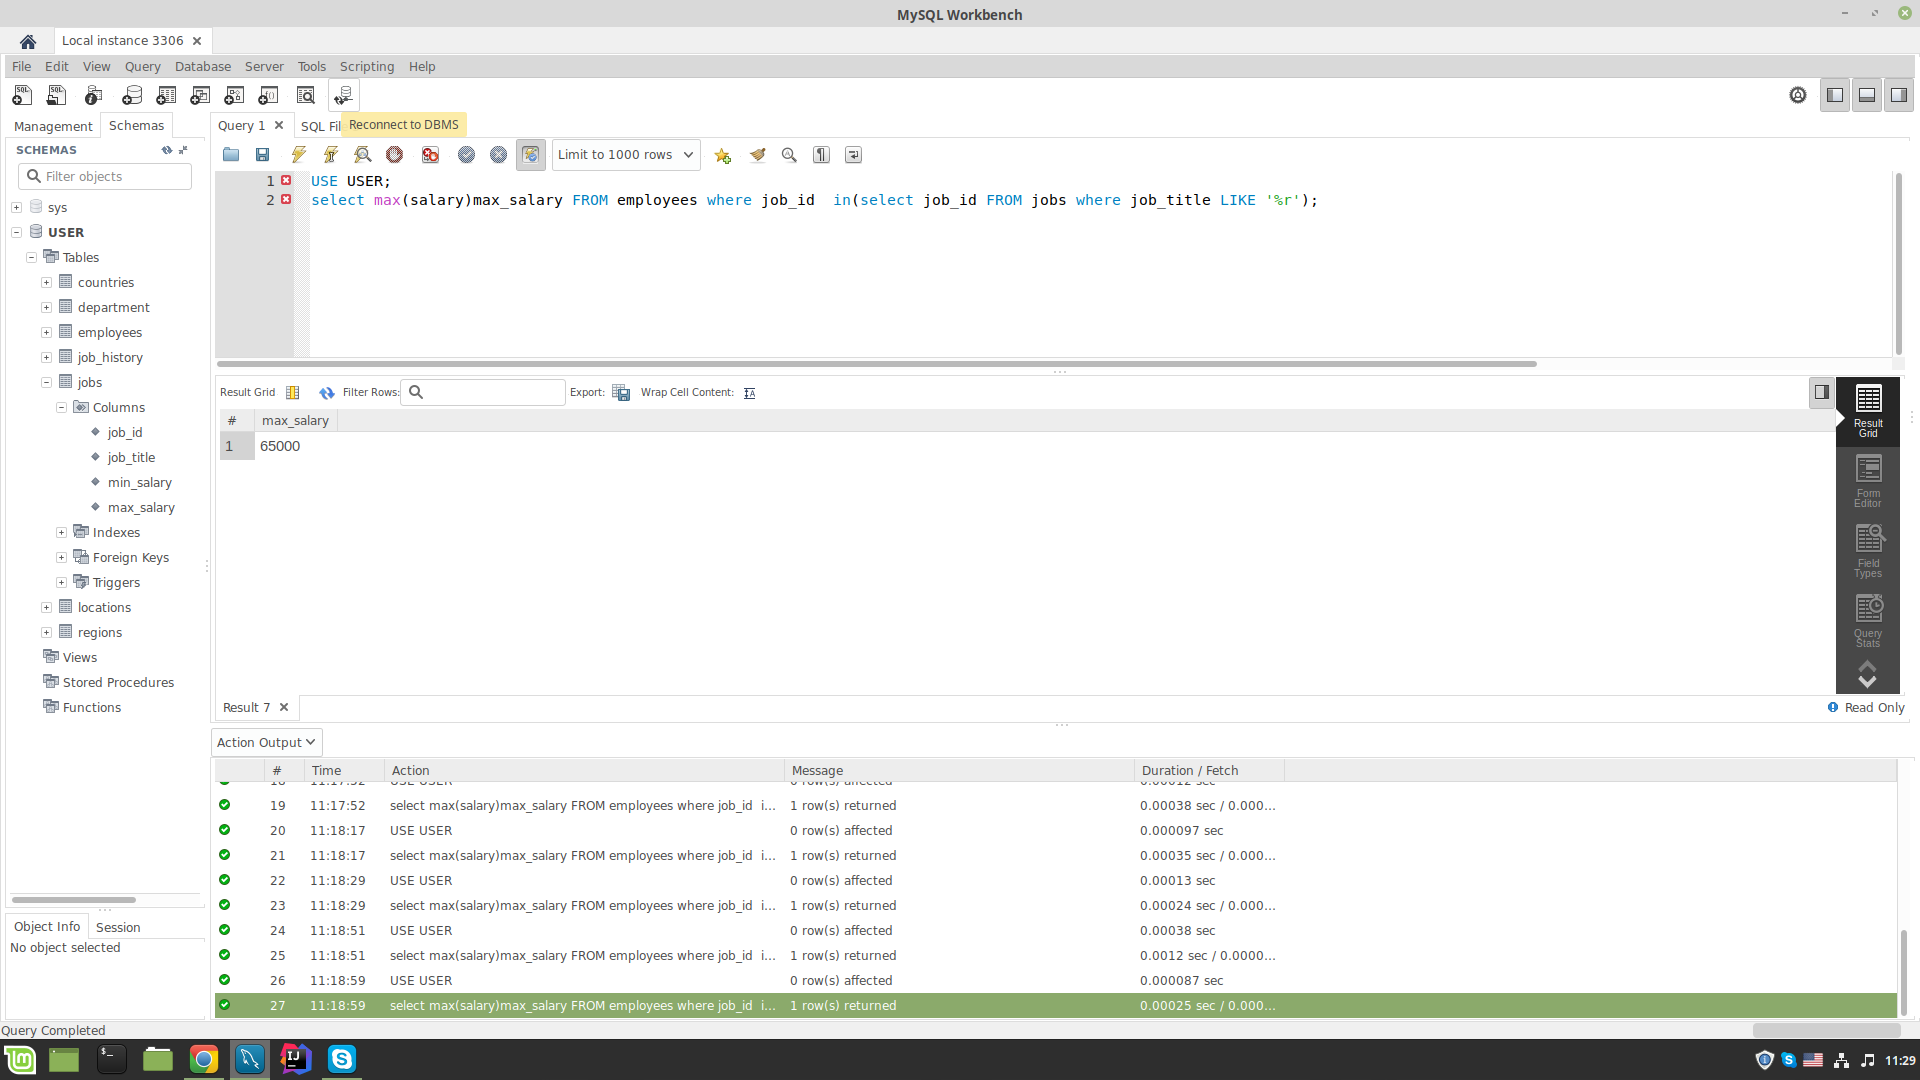 MySQL Workbench
Local instance 3306
File Edit View Query Database Server Tools Scripting Help
Management Schemas
Query 1 SQL Fil Reconnect to DBMS
SCHEMAS
Filter objects
sys
USER
Tables
countries
department
employees
job_history
jobs
Columns
job_id
job_title
min_salary
max_salary
Indexes
Foreign Keys
Triggers
locations
regions
Views
Stored Procedures
Functions
Object Info Session
No object selected
Limit to 1000 rows
1 USE USER;
2 select max(salary)max_salary FROM employees where job_id  in(select job_id FROM jobs where job_title LIKE '%r');
Result Grid Filter Rows: Export: Wrap Cell Content:
# max_salary
1 65000
Result Grid
Form Editor
Field Types
Query Stats
Result 7 Read Only
Action Output
# Time Action Message Duration / Fetch
18 11:17:52 USE USER 0 row(s) affected 0.00012 sec
19 11:17:52 select max(salary)max_salary FROM employees where job_id  i... 1 row(s) returned 0.00038 sec / 0.000...
20 11:18:17 USE USER 0 row(s) affected 0.000097 sec
21 11:18:17 select max(salary)max_salary FROM employees where job_id  i... 1 row(s) returned 0.00035 sec / 0.000...
22 11:18:29 USE USER 0 row(s) affected 0.00013 sec
23 11:18:29 select max(salary)max_salary FROM employees where job_id  i... 1 row(s) returned 0.00024 sec / 0.000...
24 11:18:51 USE USER 0 row(s) affected 0.00038 sec
25 11:18:51 select max(salary)max_salary FROM employees where job_id  i... 1 row(s) returned 0.0012 sec / 0.0000...
26 11:18:59 USE USER 0 row(s) affected 0.000087 sec
27 11:18:59 select max(salary)max_salary FROM employees where job_id  i... 1 row(s) returned 0.00025 sec / 0.000...
Query Completed
11:29